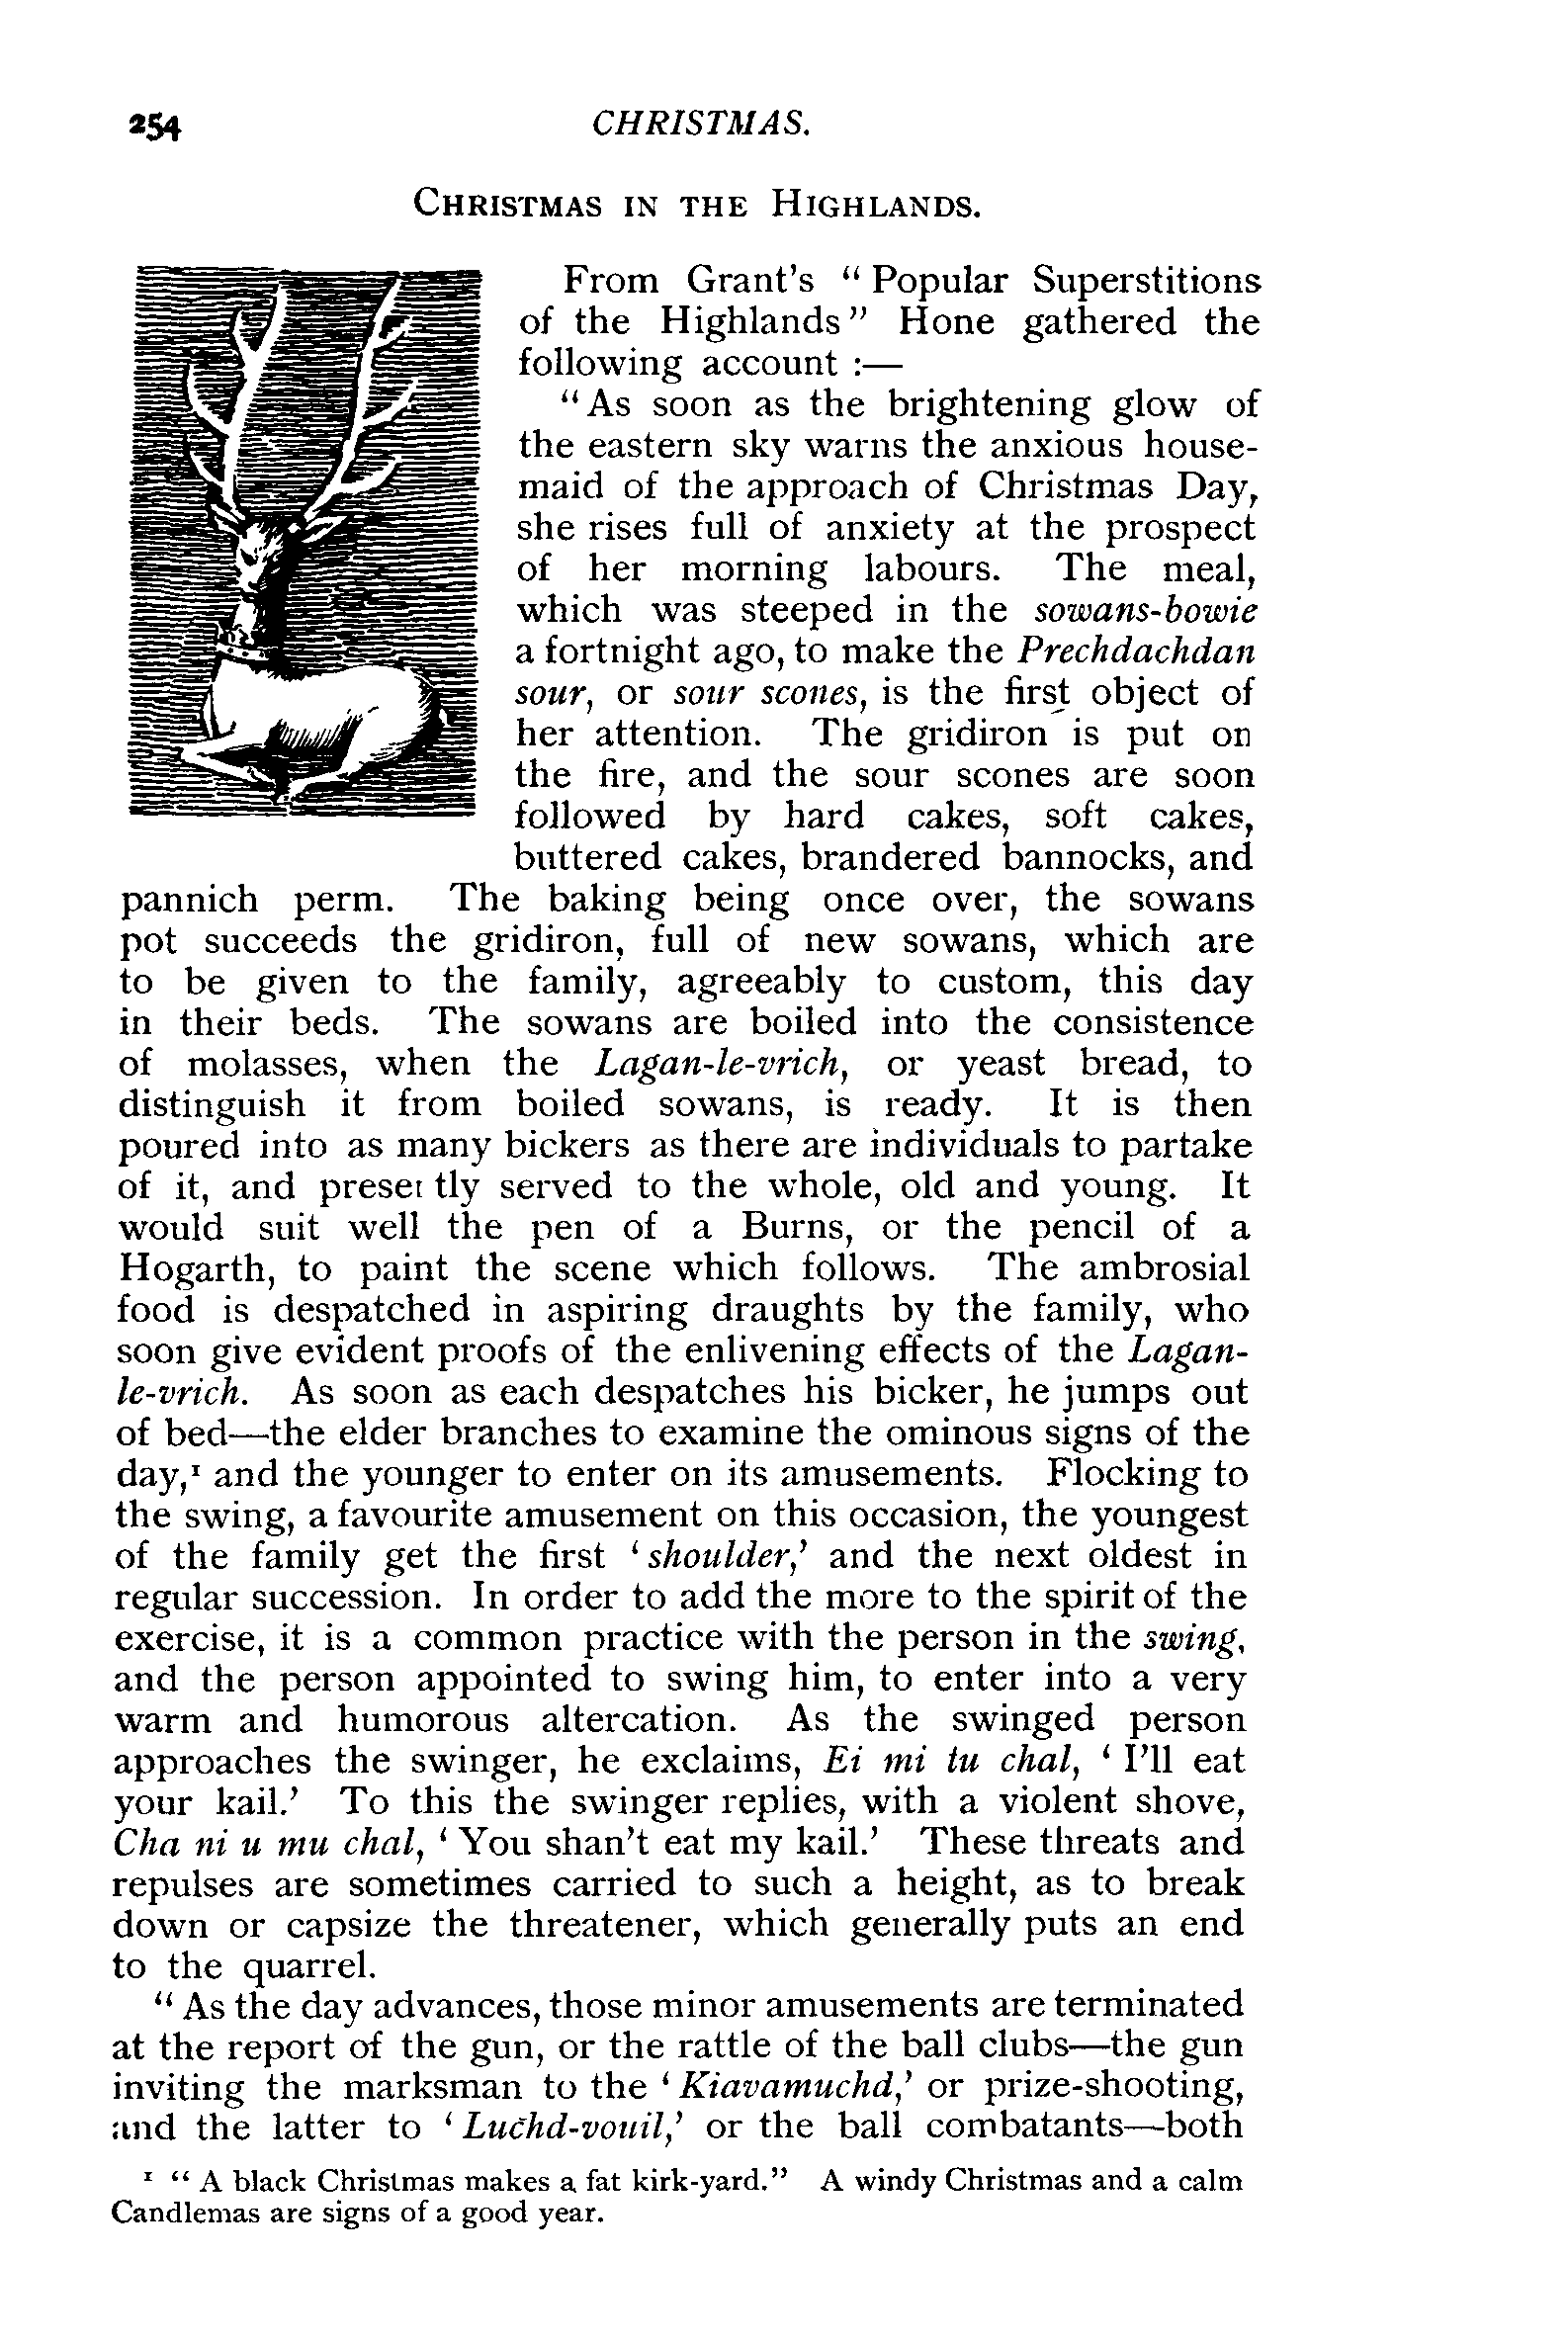 254 CHRISTMAS.
CHRISTMAS IN THE HIGHLANDS.
From Grant's “Popular Superstitions
of the Highlands” Hone gathered the
following account :—
“As soon as the brightening glow of
the eastern sky warns the anxious house-
maid of the approach of Christmas Day,
she rises full of anxiety at the prospect
of her morning labours. The meal,
which was steeped in the sowans-bowie
a fortnight ago, to make the Prechdachdan
sour, or sour scones, is the first object of
her attention. The gridiron is put on
the fire, and the sour scones are soon
followed by hard cakes, soft cakes,
buttered cakes, brandered bannocks, and
pannich perm. The baking being once over, the sowans
pot succeeds the gridiron, full of new sowans, which are
to be given to the family, agreeably to custom, this day
in their beds. The sowans are boiled into the consistence
of molasses, when the Lagan-le-vrich, or yeast bread, to
distinguish it from boiled sowans, is ready. It is then
poured into as many bickers as there are individuals to partake
of it, and presently served to the whole, old and young. It
would suit well the pen of a Burns, or the pencil of a
Hogarth, to paint the scene which follows. The ambrosial
food is despatched in aspiring draughts by the family, who
soon give evident proofs of the enlivening effects of the Lagan-
le-vrich. As soon as each despatches his bicker, he jumps out
of bed—the elder branches to examine the ominous signs of the
day,¹ and the younger to enter on its amusements. Flocking to
the swing, a favourite amusement on this occasion, the youngest
of the family get the first ‘shoulder,’ and the next oldest in
regular succession. In order to add the more to the spirit of the
exercise, it is a common practice with the person in the swing,
and the person appointed to swing him, to enter into a very
warm and humorous altercation. As the swinged person
approaches the swinger, he exclaims, Ei mi tu chal, ‘I'll eat
your kail.’ To this the swinger replies, with a violent shove,
Cha ni u mu chal, ‘You shan't eat my kail.’ These threats and
repulses are sometimes carried to such a height, as to break
down or capsize the threatener, which generally puts an end
to the quarrel.
“As the day advances, those minor amusements are terminated
at the report of the gun, or the rattle of the ball clubs—the gun
inviting the marksman to the ‘Kiavamuchd,’ or prize-shooting,
and the latter to ‘Luchd-vouil,’ or the ball combatants—both
¹ “A black Christmas makes a fat kirk-yard.” A windy Christmas and a calm
Candlemas are signs of a good year.